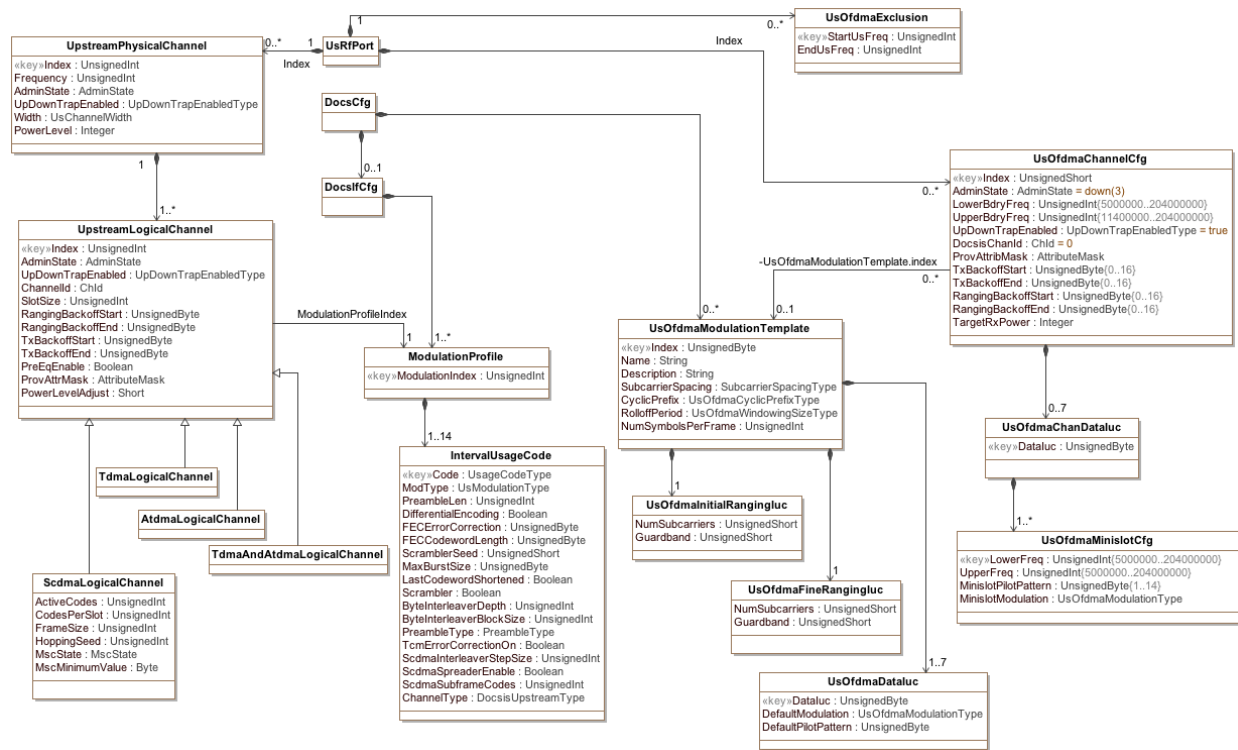 UsOfdmaExclusion
«key»StartUsFreq : UnsignedInt
EndUsFreq : UnsignedInt
1
0..*
UsRfPort
0..*
1
Index
Index
0..*
UpstreamPhysicalChannel
«key»Index : UnsignedInt
Frequency : UnsignedInt
AdminState : AdminState
UpDownTrapEnabled : UpDownTrapEnabledType
Width : UsChannelWidth
PowerLevel : Integer
1
1..*
DocsCfg
0..1
DocsIfCfg
0..*
1..*
UsOfdmaChannelCfg
«key»Index : UnsignedShort
AdminState : AdminState = down(3)
LowerBdryFreq : UnsignedInt{5000000..204000000}
UpperBdryFreq : UnsignedInt{11400000..204000000}
UpDownTrapEnabled : UpDownTrapEnabledType = true
DocsisChanId : ChId = 0
ProvAttribMask : AttributeMask
TxBackoffStart : UnsignedByte{0..16}
TxBackoffEnd : UnsignedByte{0..16}
RangingBackoffStart : UnsignedByte{0..16}
RangingBackoffEnd : UnsignedByte{0..16}
TargetRxPower : Integer
-UsOfdmaModulationTemplate.index
0..*
0..1
UpstreamLogicalChannel
«key»Index : UnsignedInt
AdminState : AdminState
UpDownTrapEnabled : UpDownTrapEnabledType
ChannelId : ChId
SlotSize : UnsignedInt
RangingBackoffStart : UnsignedByte
RangingBackoffEnd : UnsignedByte
TxBackoffStart : UnsignedByte
TxBackoffEnd : UnsignedByte
PreEqEnable : Boolean
ProvAttrMask : AttributeMask
PowerLevelAdjust : Short
ModulationProfileIndex
1
ModulationProfile
«key»ModulationIndex : UnsignedInt
1..14
UsOfdmaModulationTemplate
«key»Index : UnsignedByte
Name : String
Description : String
SubcarrierSpacing : SubcarrierSpacingType
CyclicPrefix : UsOfdmaCyclicPrefixType
RolloffPeriod : UsOfdmaWindowingSizeType
NumSymbolsPerFrame : UnsignedInt
1
1
1..7
0..7
UsOfdmaChanDataIuc
«key»DataIuc : UnsignedByte
1..*
TdmaLogicalChannel
AtdmaLogicalChannel
TdmaAndAtdmaLogicalChannel
ScdmaLogicalChannel
ActiveCodes : UnsignedInt
CodesPerSlot : UnsignedInt
FrameSize : UnsignedInt
HoppingSeed : UnsignedInt
MscState : MscState
MscMinimumValue : Byte
IntervalUsageCode
«key»Code : UsageCodeType
ModType : UsModulationType
PreambleLen : UnsignedInt
DifferentialEncoding : Boolean
FECErrorCorrection : UnsignedByte
FECCodewordLength : UnsignedByte
ScramblerSeed : UnsignedShort
MaxBurstSize : UnsignedByte
LastCodewordShortened : Boolean
Scrambler : Boolean
ByteInterleaverDepth : UnsignedInt
ByteInterleaverBlockSize : UnsignedInt
PreambleType : PreambleType
TcmErrorCorrectionOn : Boolean
ScdmaInterleaverStepSize : UnsignedInt
ScdmaSpreaderEnable : Boolean
ScdmaSubframeCodes : UnsignedInt
ChannelType : DocsisUpstreamType
UsOfdmaInitialRangingIuc
NumSubcarriers : UnsignedShort
Guardband : UnsignedShort
UsOfdmaMinislotCfg
«key»LowerFreq : UnsignedInt{5000000..204000000}
UpperFreq : UnsignedInt{5000000..204000000}
MinislotPilotPattern : UnsignedByte{1..14}
MinislotModulation : UsOfdmaModulationType
UsOfdmaFineRangingIuc
NumSubcarriers : UnsignedShort
Guardband : UnsignedShort
UsOfdmaDataIuc
«key»DataIuc : UnsignedByte
DefaultModulation : UsOfdmaModulationType
DefaultPilotPattern : UnsignedByte